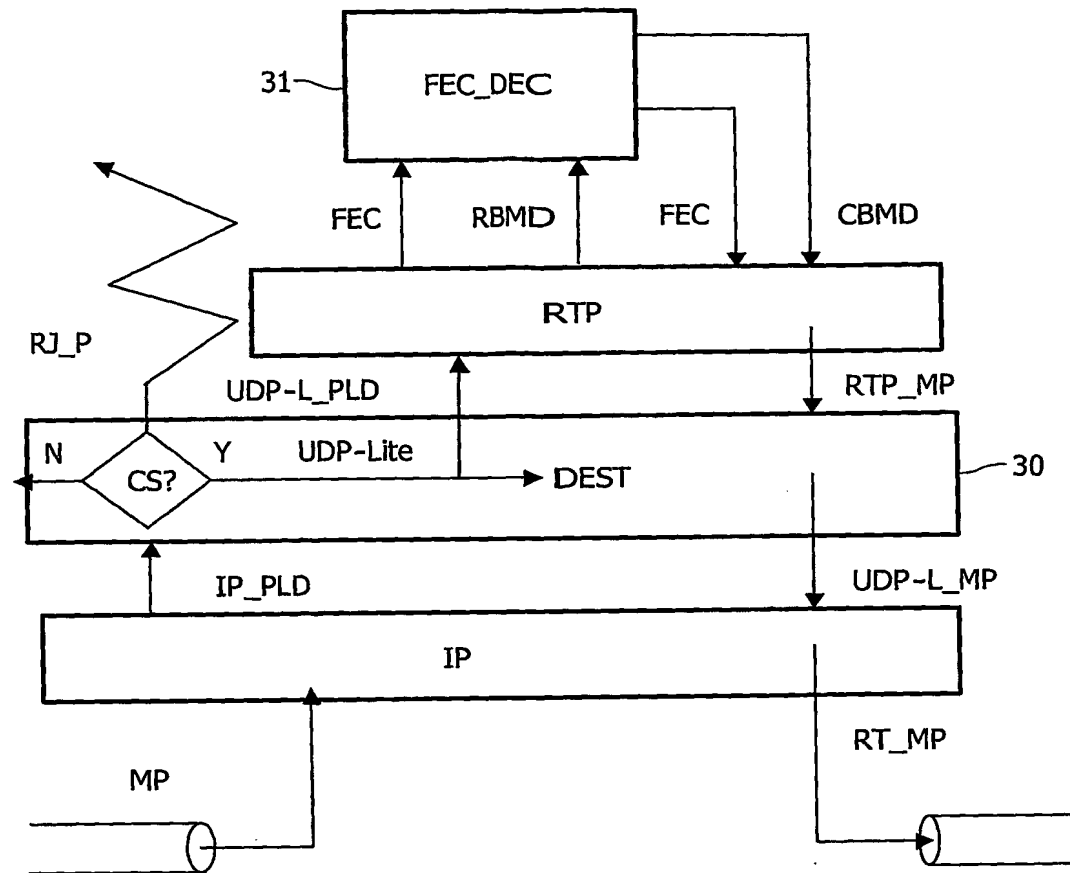 31
FEC_DEC
FEC
RBMD
FEC
CBMD
RTP
RJ_P
UDP-L_PLD
RTP_MP
N
CS?
Y
UDP-Lite
DEST
30
IP_PLD
UDP-L_MP
IP
RT_MP
MP